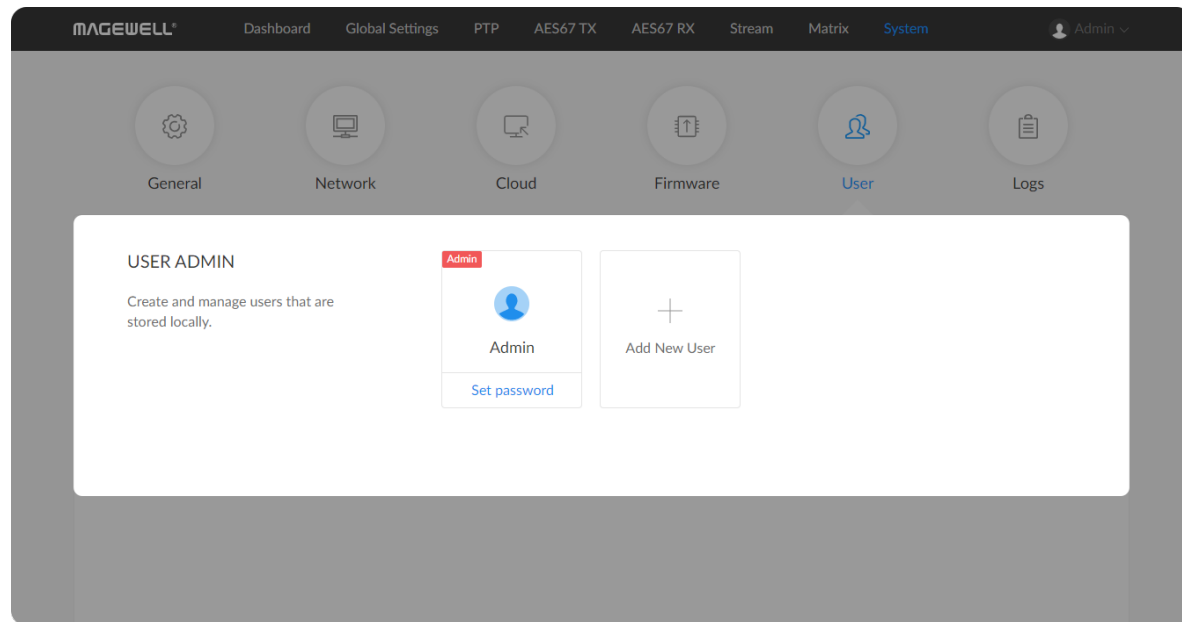 MAGEWELL®
Dashboard
Global Settings
PTP
AES67 TX
AES67 RX
Stream
Matrix
System
Admin
General
Network
Cloud
Firmware
User
Logs
USER ADMIN
Create and manage users that are
stored locally.
Admin
Admin
Set password
Add New User